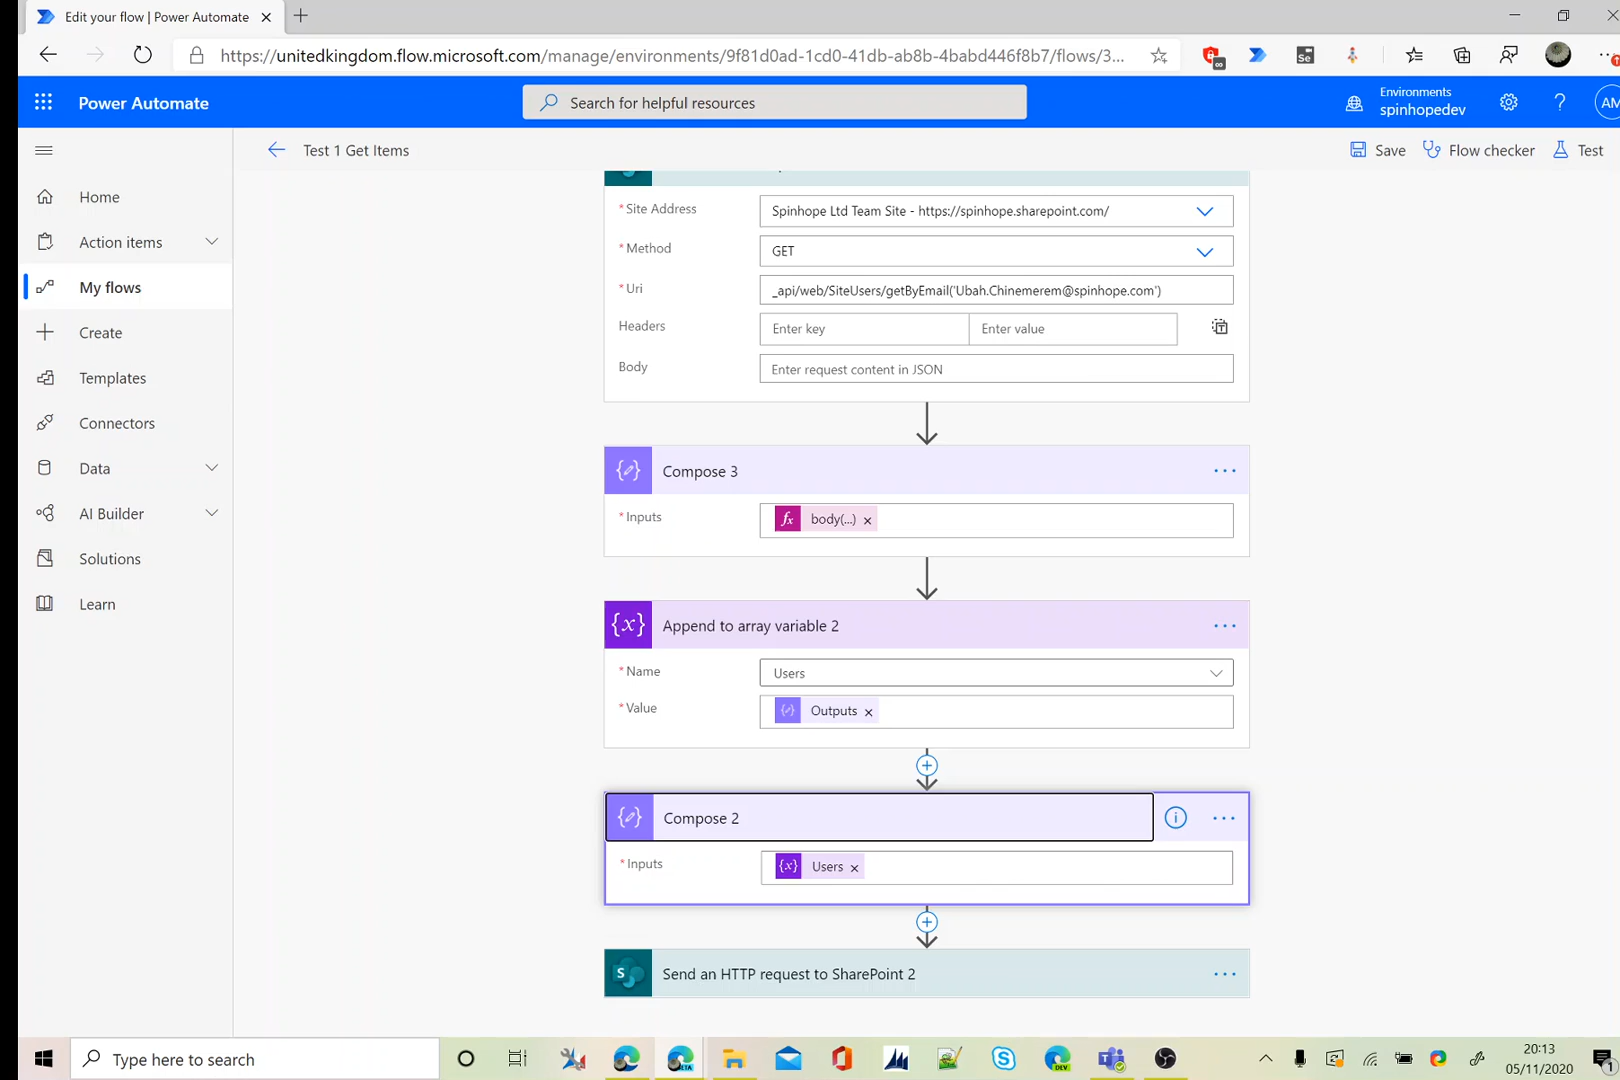 Edit your flow | Power Automate
https://unitedkingdom.flow.microsoft.com/manage/environments/9f81d0ad-1cd0-41db-ab8b-4babd446f8b7/flows/3...
Power Automate
Search for helpful resources
Environments
spinhopedev
?
AM
Test 1 Get Items
Save
Flow checker
Test
Home
Action items
My flows
Create
Templates
Connectors
Data
AI Builder
Solutions
Learn
*Site Address
Spinhope Ltd Team Site - https://spinhope.sharepoint.com/
*Method
GET
*Uri
_api/web/SiteUsers/getByEmail('Ubah.Chinemerem@spinhope.com')
Headers
Enter key
Enter value
Body
Enter request content in JSON
Compose 3
*Inputs
fx body(...) ×
{x} Append to array variable 2
*Name
Users
*Value
Outputs ×
Compose 2
*Inputs
{x} Users ×
S Send an HTTP request to SharePoint 2
Type here to search
20:13
05/11/2020